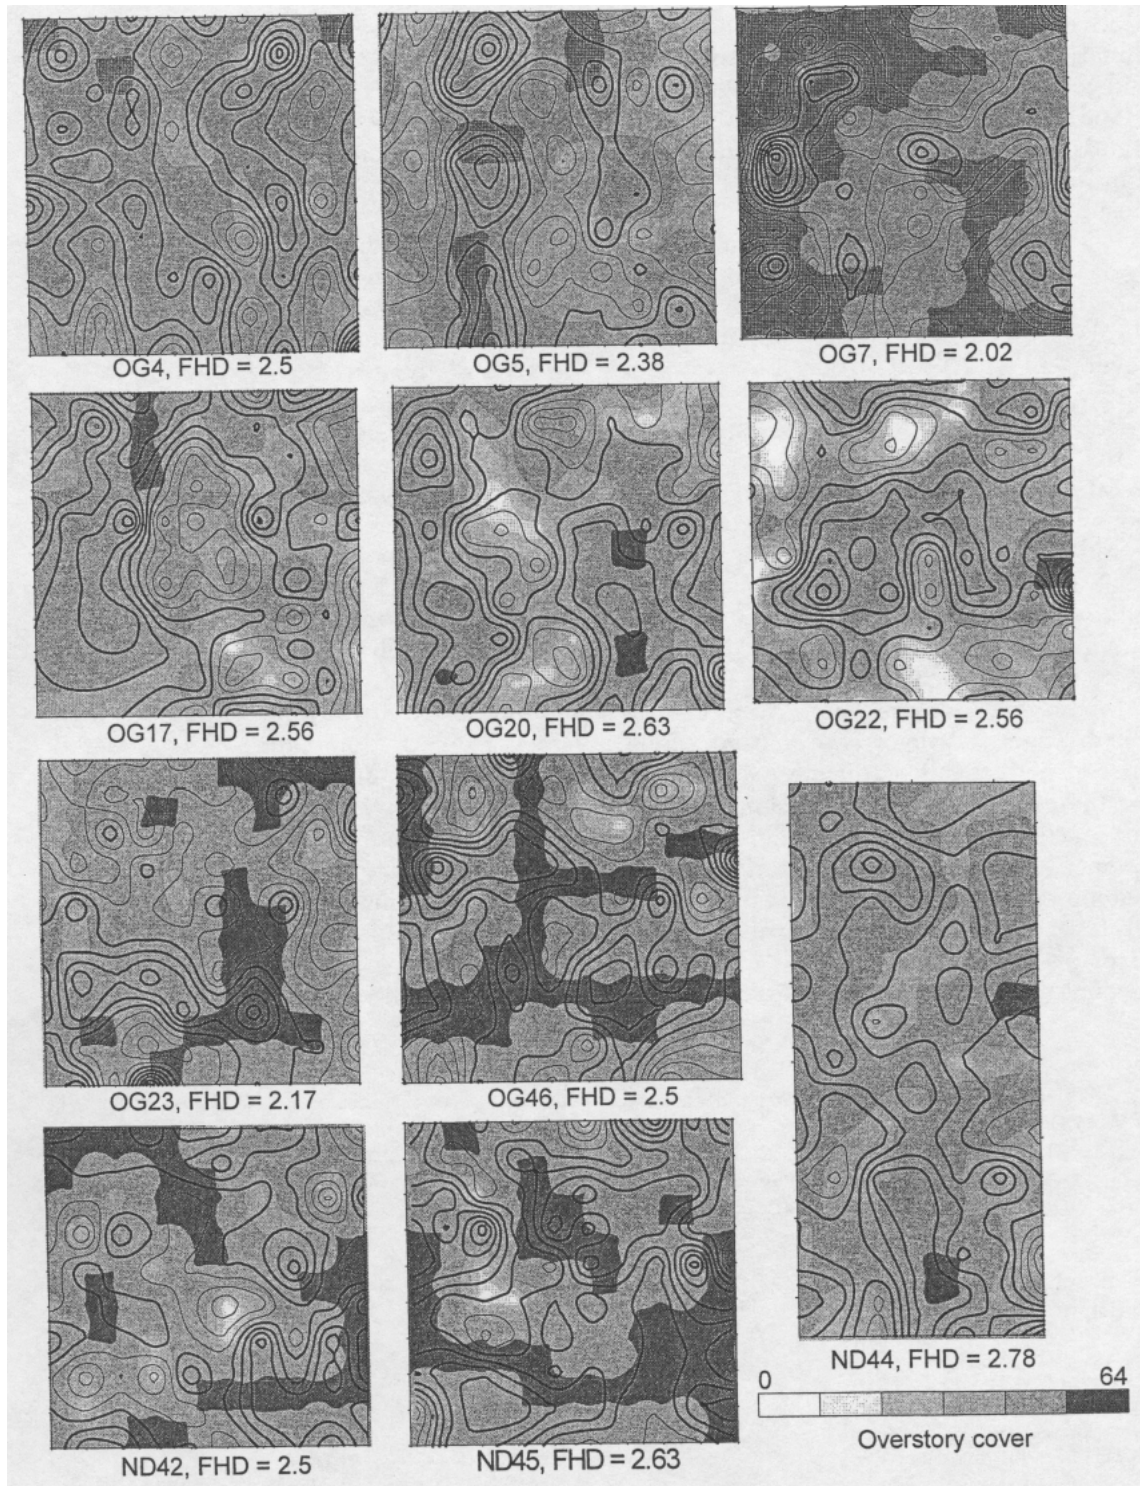 OG4, FHD = 2.5
OG5, FHD = 2.38
OG7, FHD = 2.02
OG17, FHD = 2.56
OG20, FHD = 2.63
OG22, FHD = 2.56
OG23, FHD = 2.17
OG46, FHD = 2.5
ND44, FHD = 2.78
0 64
Overstory cover
ND42, FHD = 2.5
ND45, FHD = 2.63